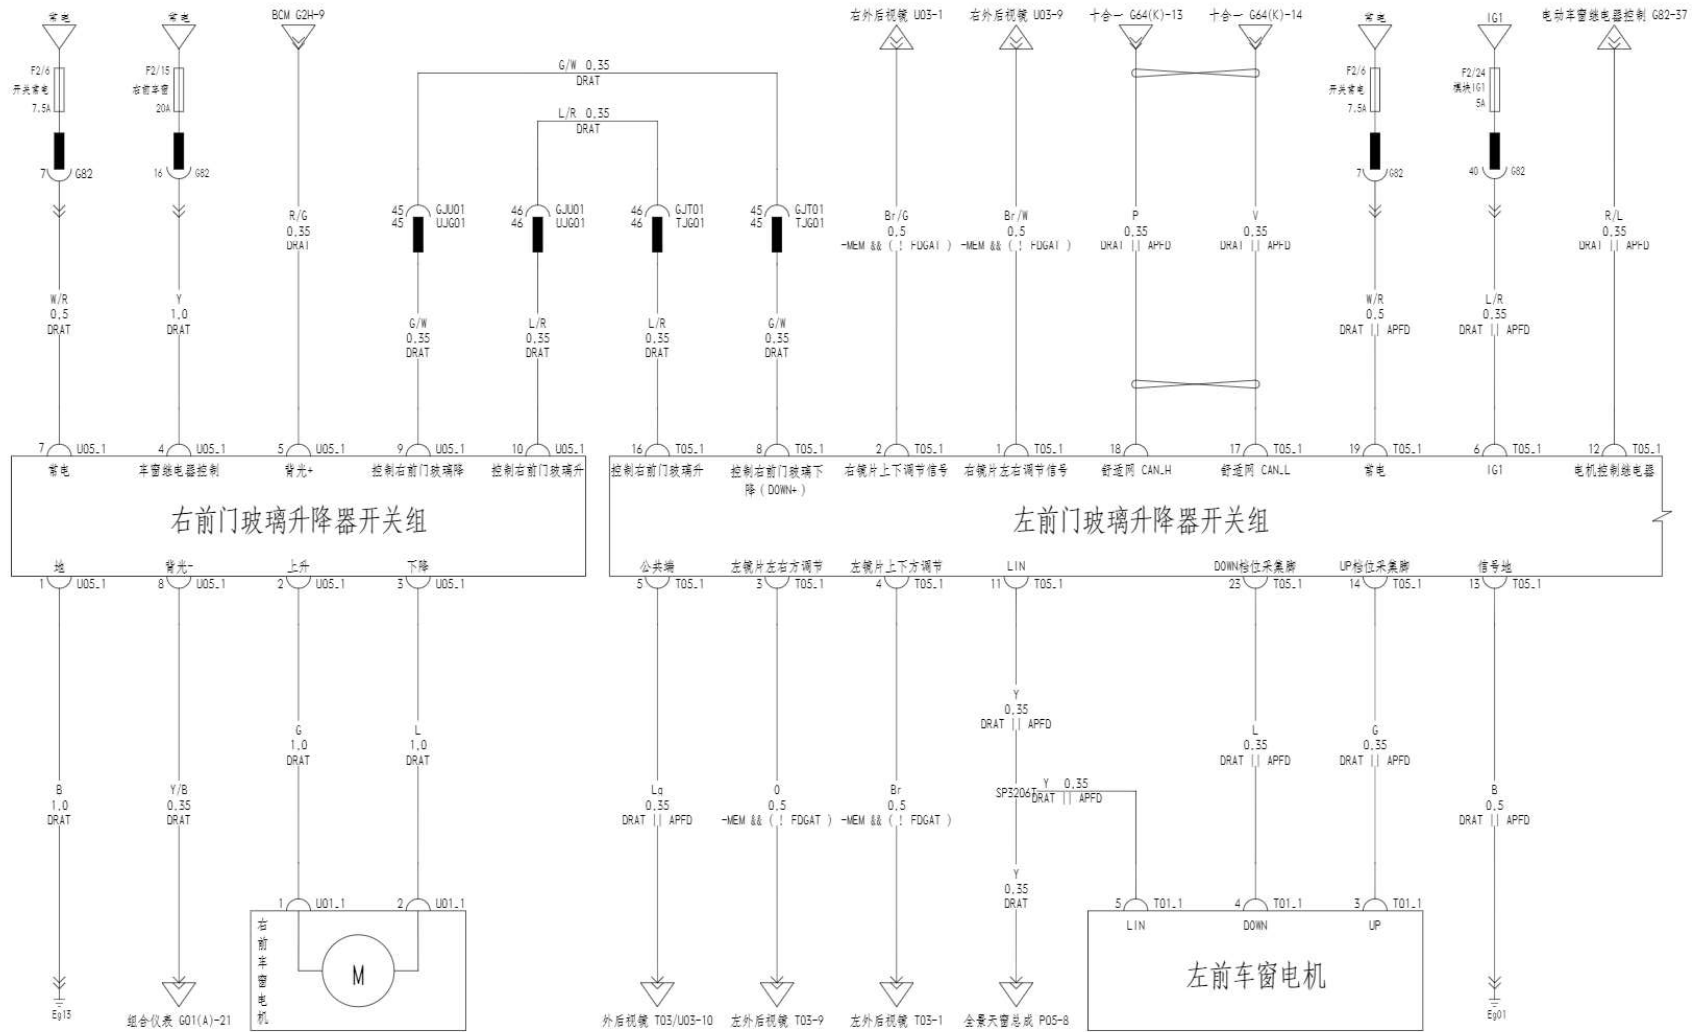 常电
常电
BCM G2H-9
右外后视镜 U03-1
右外后视镜 U03-9
十合一 G64(K)-13
十合一 G64(K)-14
常电
IG1
电动车窗继电器控制 G82-37
F2/6
开关常电
7.5A
F2/15
右前车窗
20A
G/W 0.35
DRAT
L/R 0.35
DRAT
F2/6
开关常电
7.5A
F2/24
模块IG1
5A
7 G82
16 G82
7 G82
40 G82
R/G
0.35
DRAT
45 GJU01
45 UJG01
46 GJU01
46 UJG01
46 GJT01
46 TJG01
45 GJT01
45 TJG01
Br/G
0.5
-MEM && ( ! FDGAT )
Br/W
0.5
-MEM && ( ! FDGAT )
P
0.35
DRAT || APFD
V
0.35
DRAT || APFD
R/L
0.35
DRAT || APFD
W/R
0.5
DRAT
Y
1.0
DRAT
G/W
0.35
DRAT
L/R
0.35
DRAT
L/R
0.35
DRAT
G/W
0.35
DRAT
W/R
0.5
DRAT || APFD
L/R
0.35
DRAT || APFD
7 U05_1
4 U05_1
5 U05_1
9 U05_1
10 U05_1
16 T05_1
8 T05_1
2 T05_1
1 T05_1
18 T05_1
17 T05_1
19 T05_1
6 T05_1
12 T05_1
常电
车窗继电器控制
背光+
控制右前门玻璃降
控制右前门玻璃升
控制右前门玻璃升
控制右前门玻璃下
降（DOWN+）
右镜片上下调节信号
右镜片左右调节信号
舒适网 CAN_H
舒适网 CAN_L
常电
IG1
电机控制继电器
右前门玻璃升降器开关组
左前门玻璃升降器开关组
地
背光-
上升
下降
公共端
左镜片左右方调节
左镜片上下方调节
LIN
DOWN档位采集脚
UP档位采集脚
信号地
1 U05_1
8 U05_1
2 U05_1
3 U05_1
5 T05_1
3 T05_1
4 T05_1
11 T05_1
23 T05_1
14 T05_1
13 T05_1
Y
0.35
DRAT || APFD
G
1.0
DRAT
L
1.0
DRAT
L
0.35
DRAT || APFD
G
0.35
DRAT || APFD
B
1.0
DRAT
Y/B
0.35
DRAT
Lg
0.35
DRAT || APFD
O
0.5
-MEM && ( ! FDGAT )
Br
0.5
-MEM && ( ! FDGAT )
SP3206T
Y 0.35
DRAT || APFD
B
0.5
DRAT || APFD
Y
0.35
DRAT
1 U01_1
2 U01_1
5 T01_1
4 T01_1
3 T01_1
LIN
DOWN
UP
右前车窗电机
M
左前车窗电机
Eg13
组合仪表 G01(A)-21
外后视镜 T03/U03-10
左外后视镜 T03-9
左外后视镜 T03-1
全景天窗总成 P05-8
Eg01